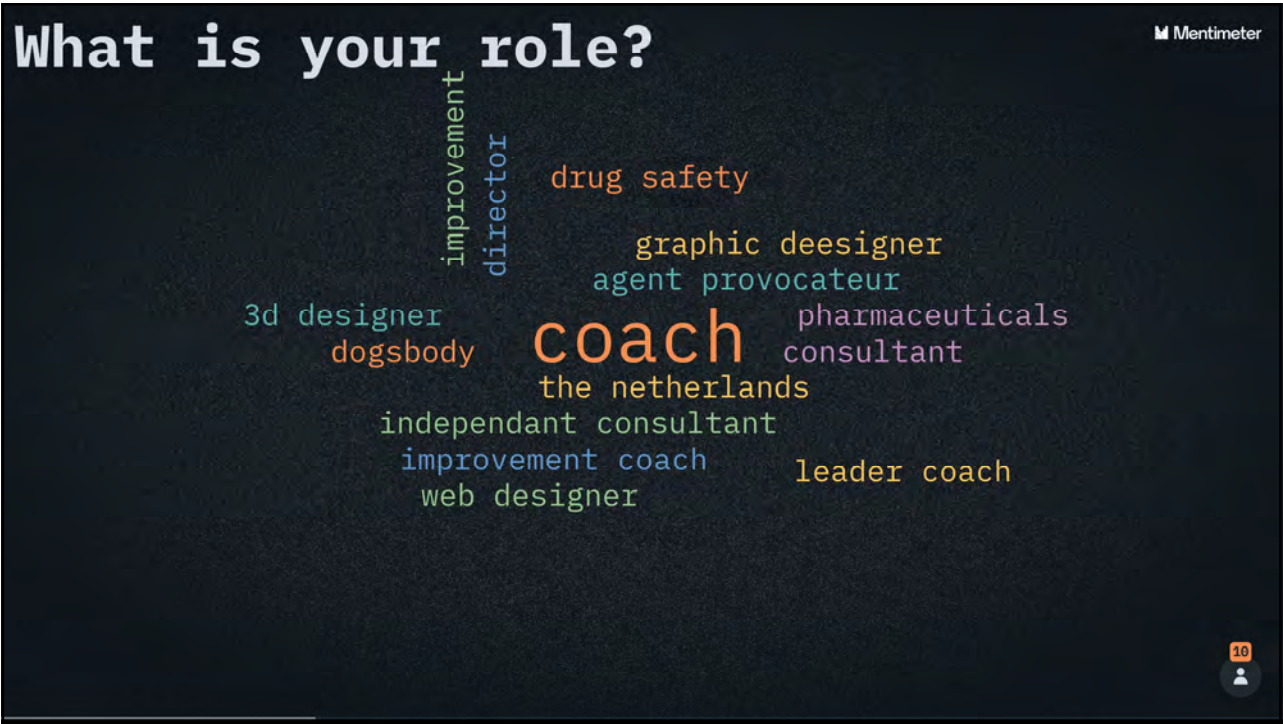 What is your role?
Mentimeter
improvement
director
drug safety
graphic deesigner
agent provocateur
3d designer
pharmaceuticals
coach
dogsbody
consultant
the netherlands
independant consultant
improvement coach
leader coach
web designer
10